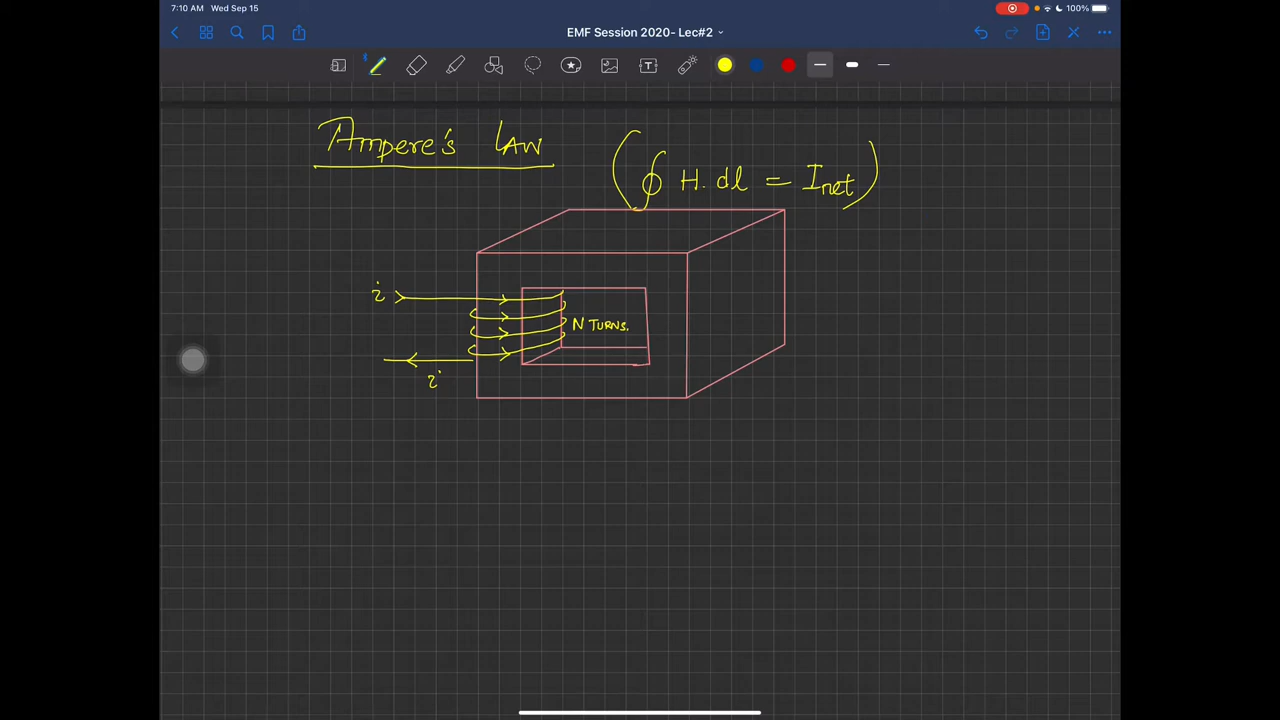 7:10 AM Wed Sep 15
100%
EMF Session 2020- Lec#2
T
Ampere's LAW
(∮ H. dl = Inet)
i
N TURNS.
i